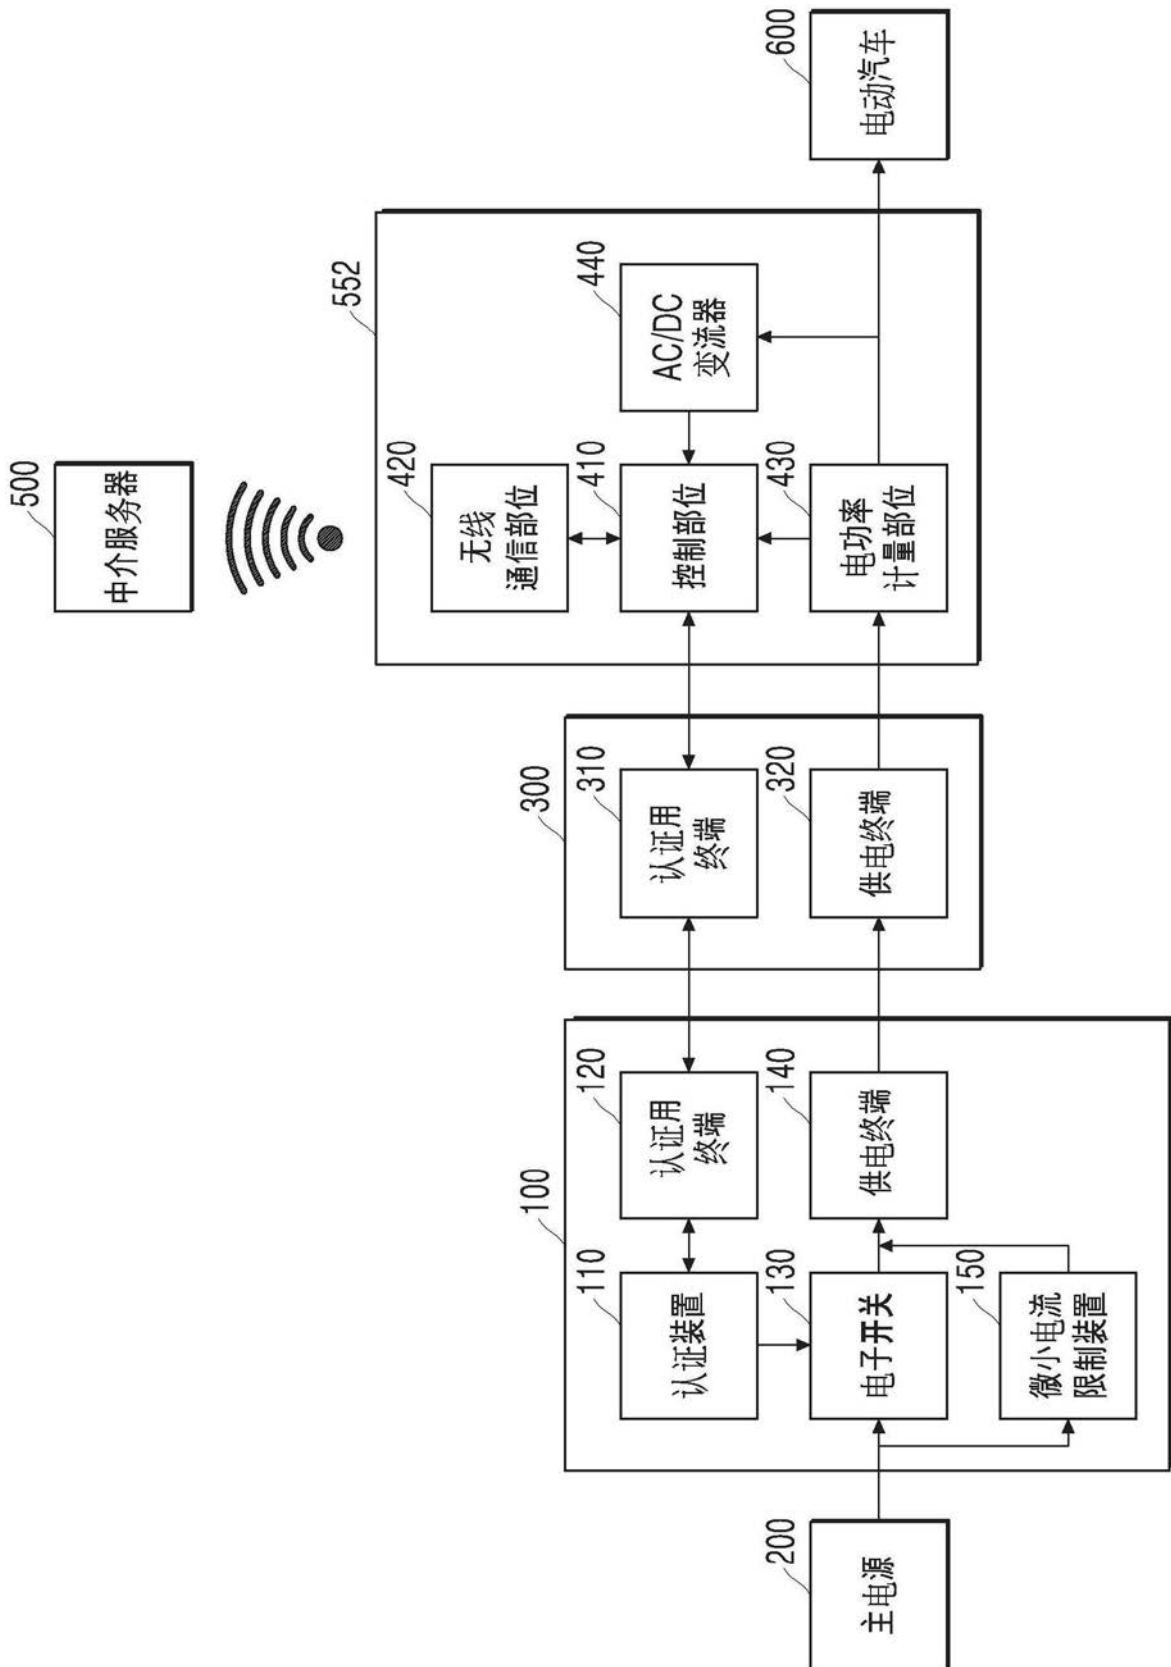 500
中介服务器
552
420
无线
通信部位
440
AC/DC
变流器
410
控制部位
430
电功率
计量部位
600
电动汽车
300
310
认证用
终端
320
供电终端
100
110
认证装置
120
认证用
终端
130
电子开关
140
供电终端
150
微小电流
限制装置
200
主电源